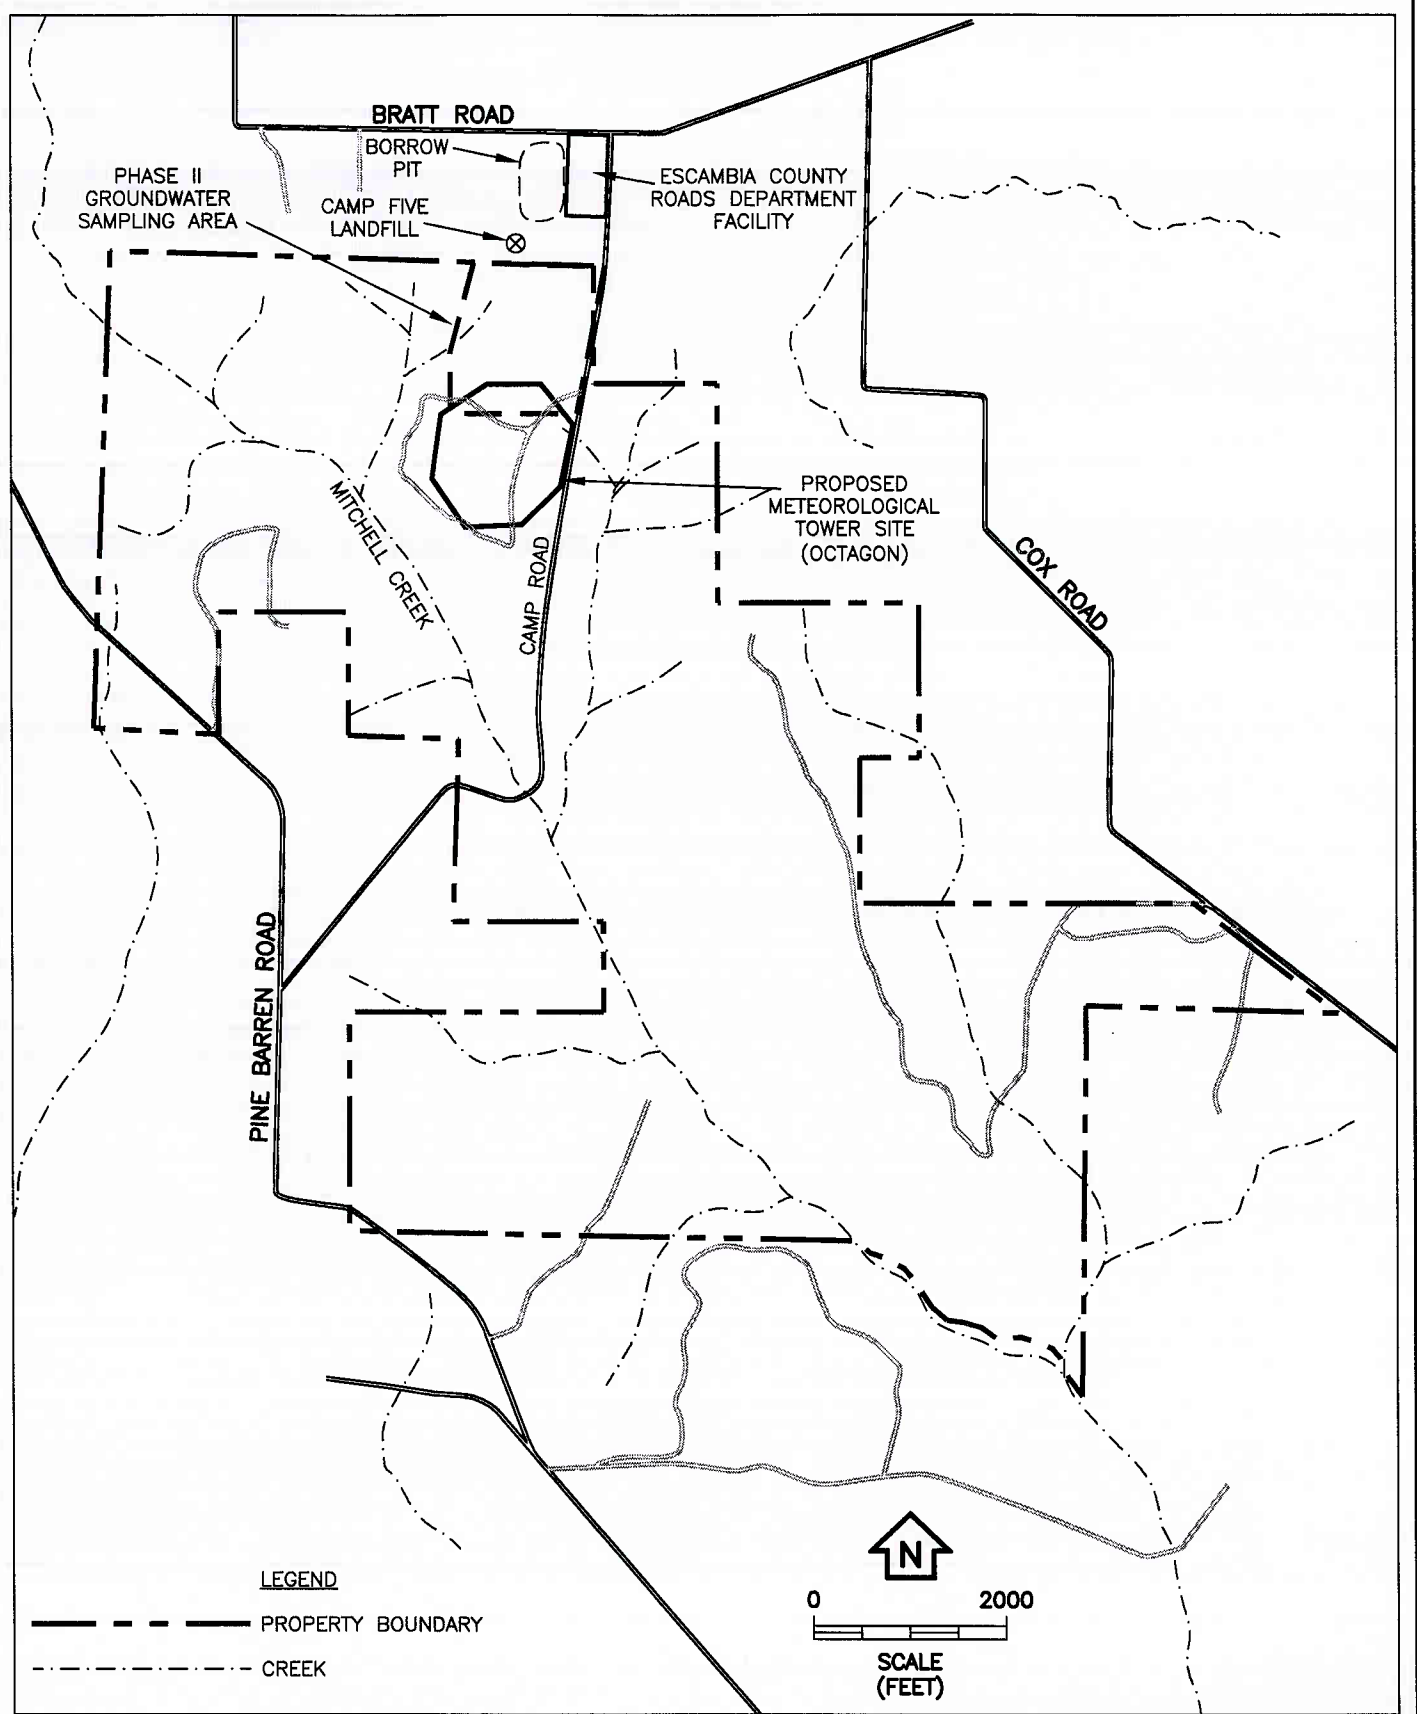 BRATT ROAD
BORROW
PIT
PHASE II
GROUNDWATER
SAMPLING AREA
CAMP FIVE
LANDFILL
ESCAMBIA COUNTY
ROADS DEPARTMENT
FACILITY
PROPOSED
METEOROLOGICAL
TOWER SITE
(OCTAGON)
MITCHELL CREEK
CAMP ROAD
COX ROAD
PINE BARREN ROAD
N
LEGEND
PROPERTY BOUNDARY
CREEK
0 2000
SCALE
(FEET)